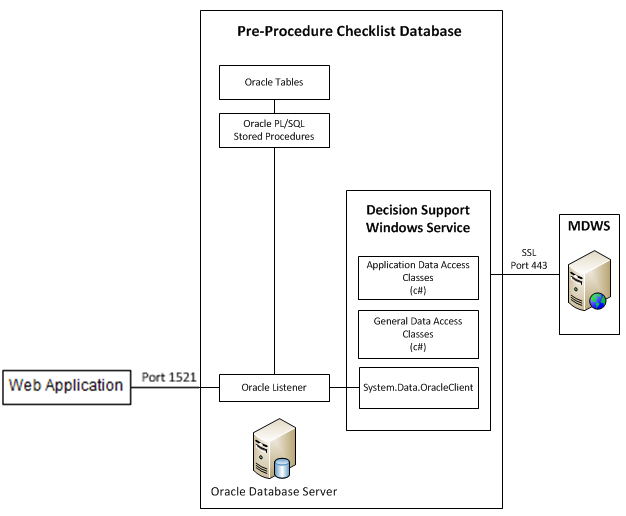 Pre-Procedure Checklist Database
Oracle Tables
Oracle PL/SQL
Stored Procedures
Decision Support
Windows Service
Application Data Access
Classes
(c#)
General Data Access
Classes
(c#)
System.Data.OracleClient
SSL
Port 443
MDWS
Web Application
Port 1521
Oracle Listener
Oracle Database Server